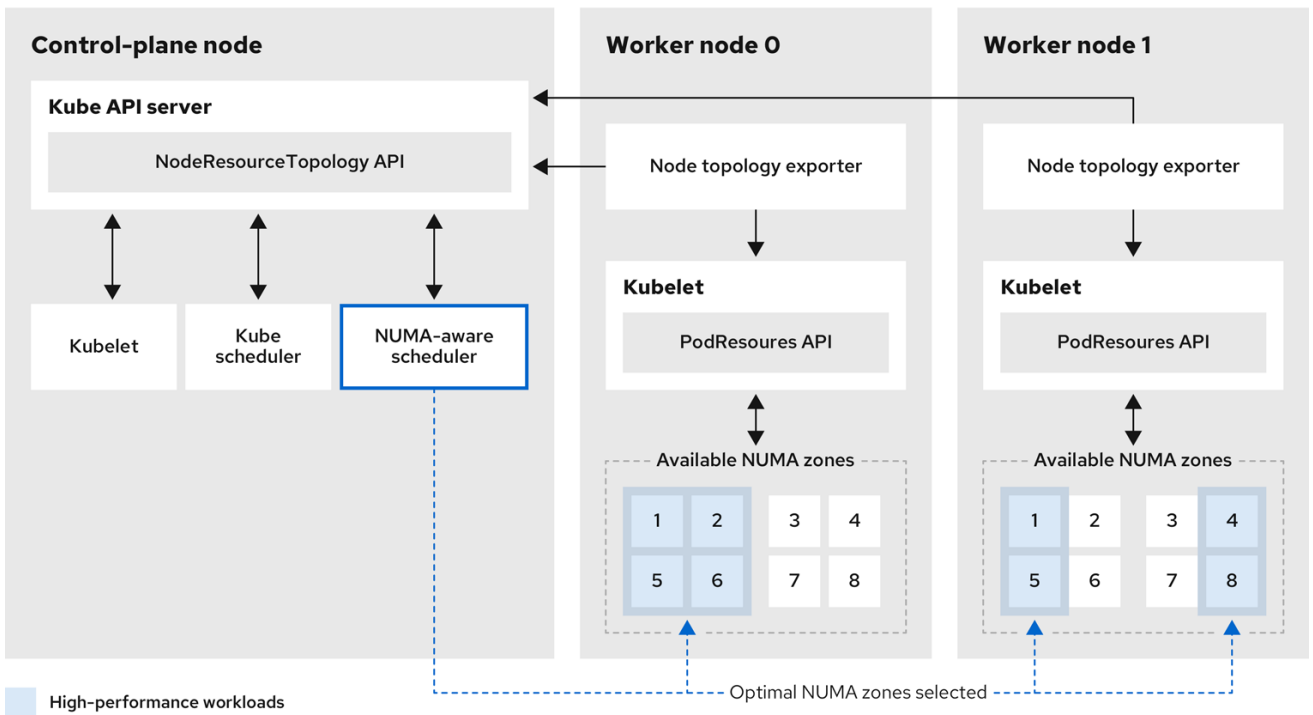 Control-plane node
Kube API server
NodeResourceTopology API
Kubelet
Kube
scheduler
NUMA-aware
scheduler
Worker node 0
Node topology exporter
Kubelet
PodResoures API
Available NUMA zones
1 2 3 4
5 6 7 8
Worker node 1
Node topology exporter
Kubelet
PodResoures API
Available NUMA zones
1 2 3 4
5 6 7 8
Optimal NUMA zones selected
High-performance workloads